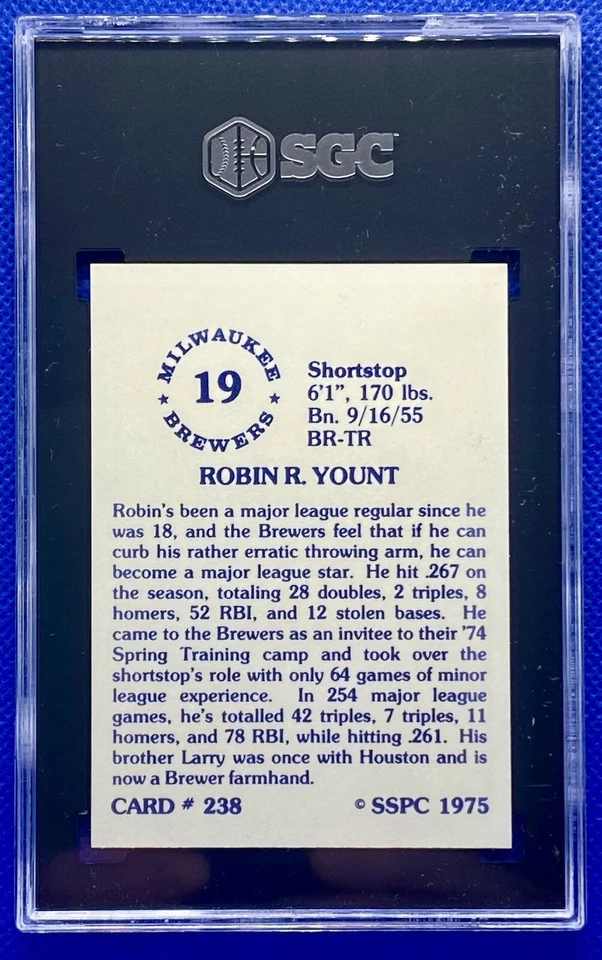 SGC
MILWAUKEE
19
BREWERS
Shortstop
6'1", 170 lbs.
Bn. 9/16/55
BR-TR
ROBIN R. YOUNT
Robin's been a major league regular since he
was 18, and the Brewers feel that if he can
curb his rather erratic throwing arm, he can
become a major league star. He hit .267 on
the season, totaling 28 doubles, 2 triples, 8
homers, 52 RBI, and 12 stolen bases. He
came to the Brewers as an invitee to their '74
Spring Training camp and took over the
shortstop's role with only 64 games of minor
league experience. In 254 major league
games, he's totalled 42 triples, 7 triples, 11
homers, and 78 RBI, while hitting .261. His
brother Larry was once with Houston and is
now a Brewer farmhand.
CARD # 238 © SSPC 1975